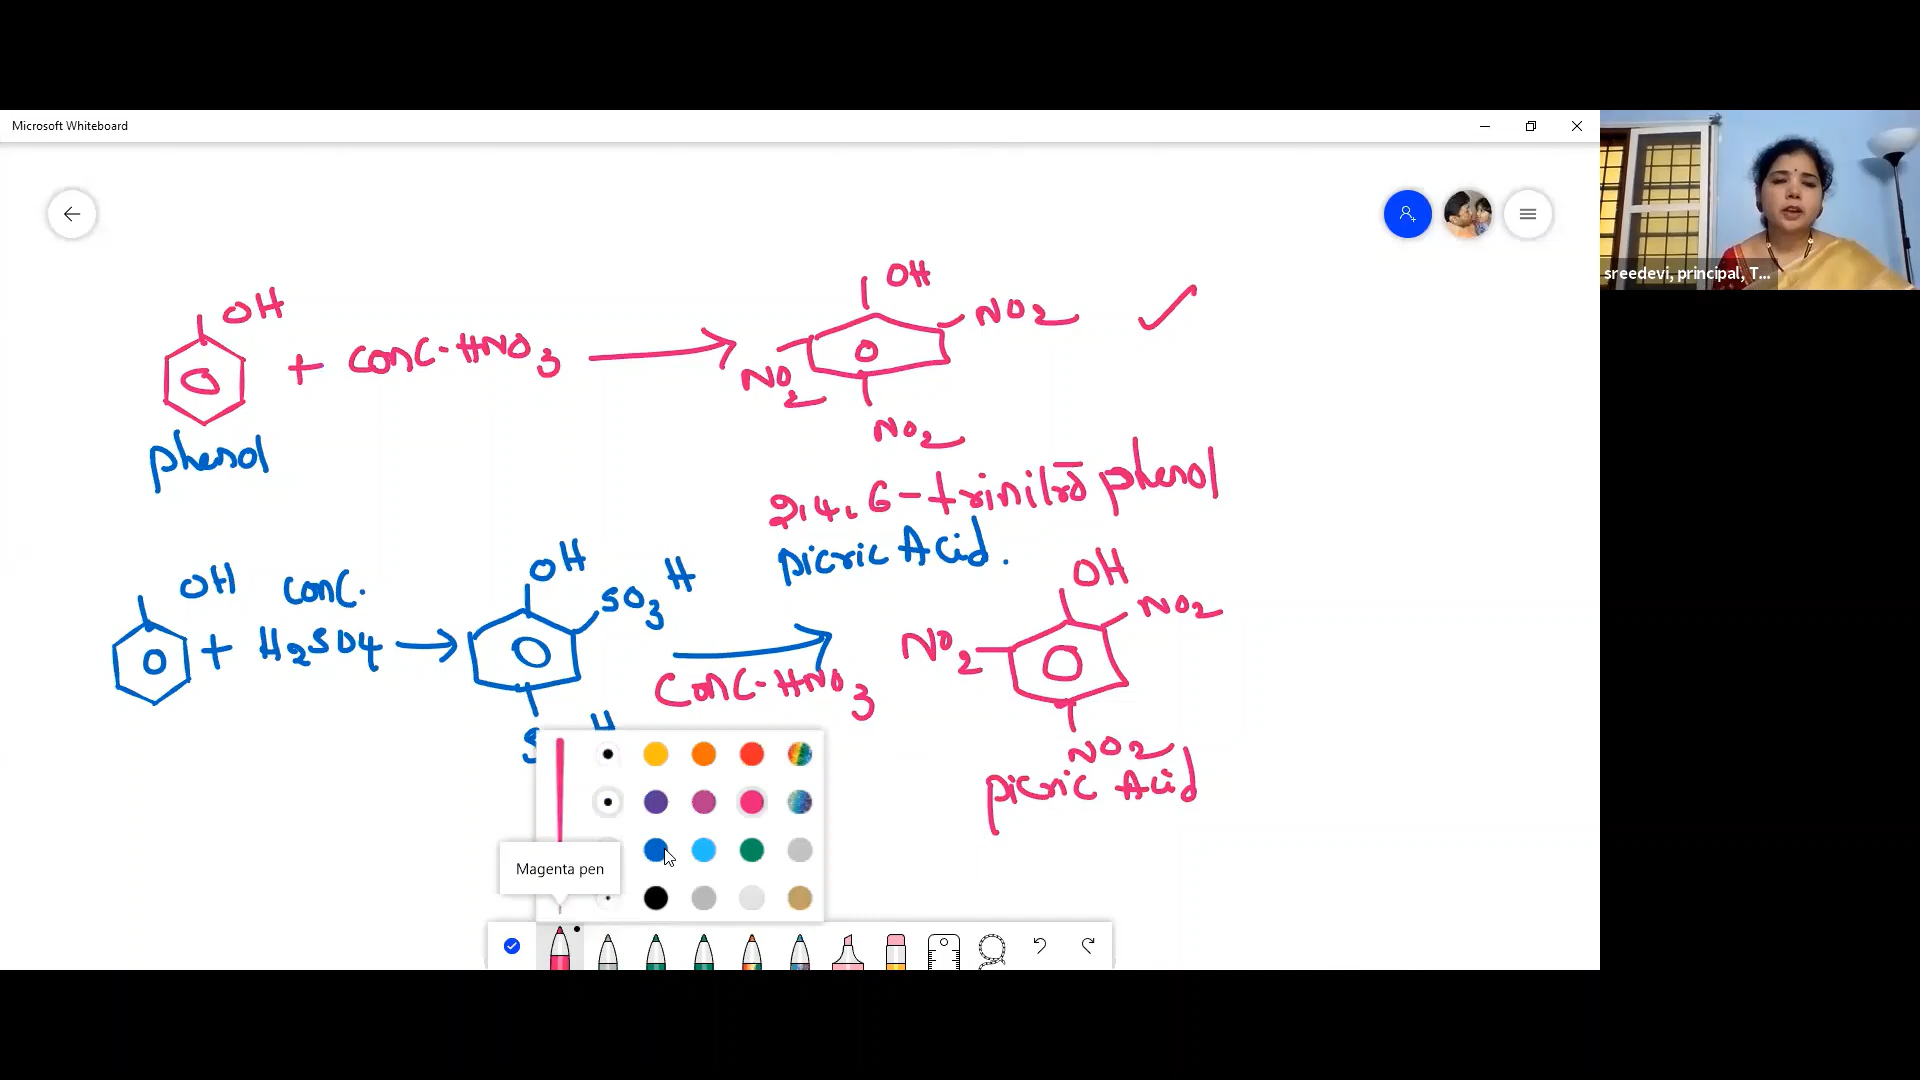 Microsoft Whiteboard
sreedevi, principal, T...
OH
OH
NO2
+ conc. HNO3
NO2
NO2
phenol
2,4,6-trinitro phenol
picric Acid.
OH
conc.
+ H2SO4
OH
SO3H
conc. HNO3
OH
NO2
NO2
NO2
picric Acid
S
H
Magenta pen